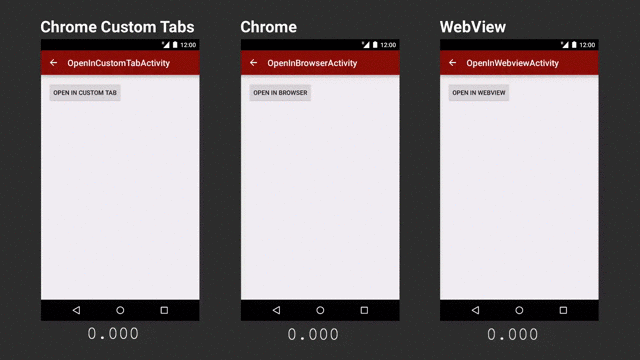 Chrome Custom Tabs
Chrome
WebView
12:00
12:00
12:00
OpenInCustomTabActivity
OpenInBrowserActivity
OpenInWebviewActivity
OPEN IN CUSTOM TAB
OPEN IN BROWSER
OPEN IN WEBVIEW
0.000
0.000
0.000